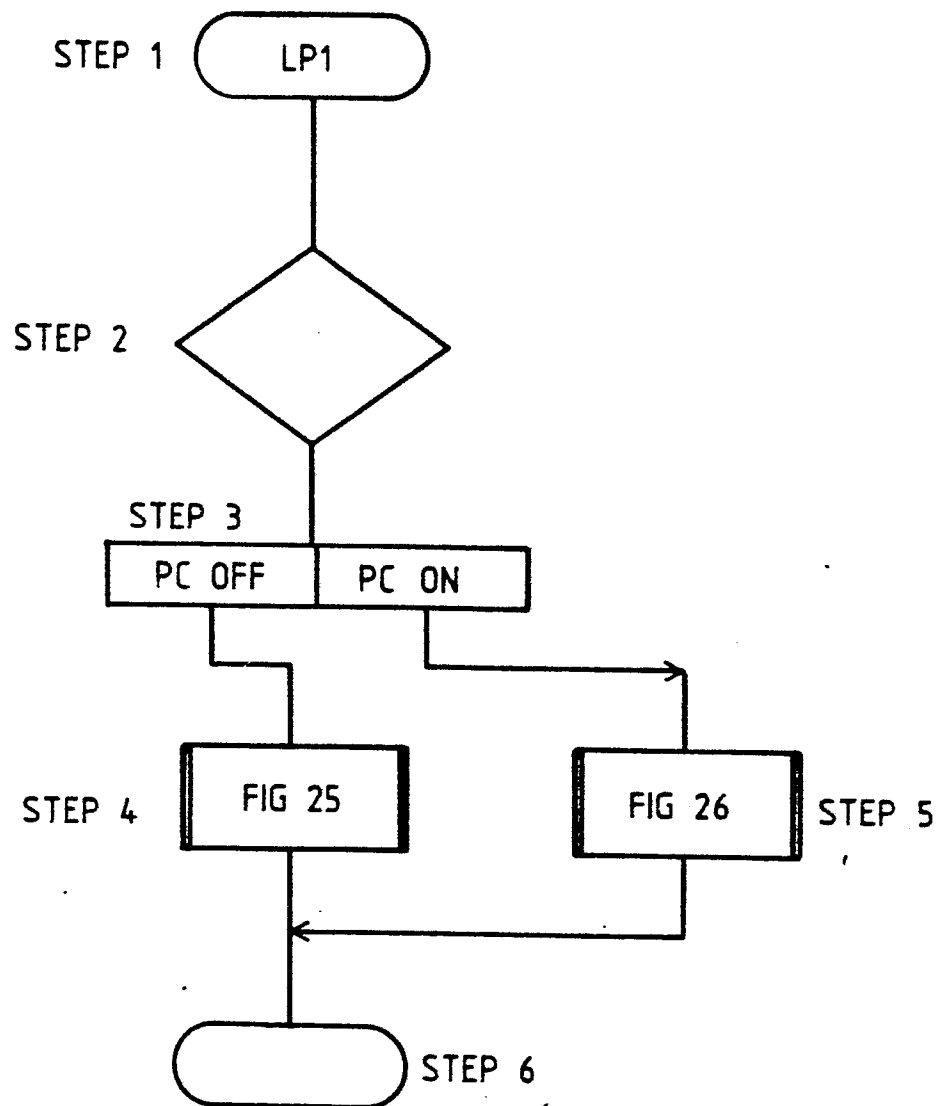 STEP 1
LP1
STEP 2
STEP 3
PC OFF
PC ON
STEP 4
FIG 25
FIG 26
STEP 5
STEP 6